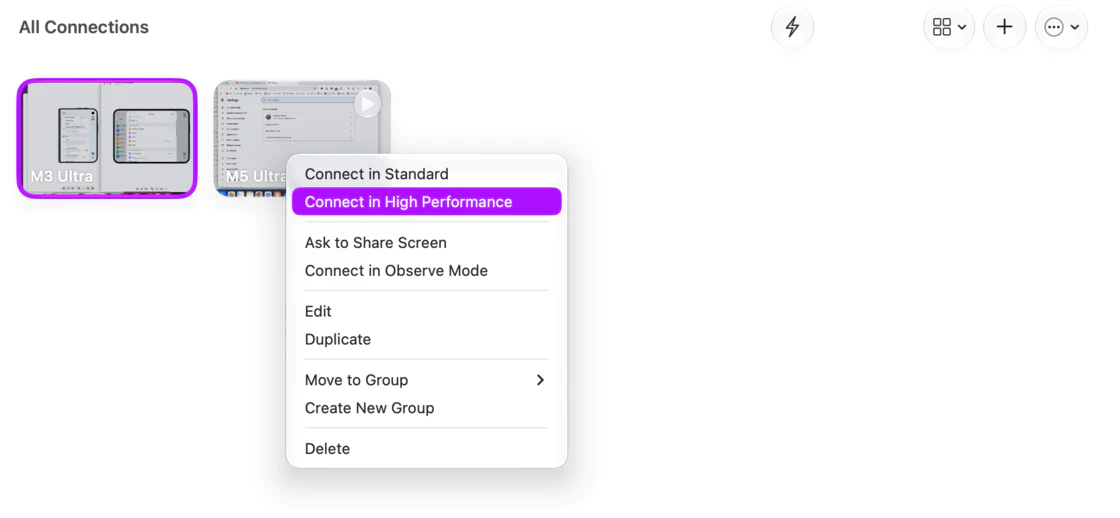 All Connections
M3 Ultra
M5 Ultra
Settings
Connect in Standard
Connect in High Performance
Ask to Share Screen
Connect in Observe Mode
Edit
Duplicate
Move to Group
Create New Group
Delete